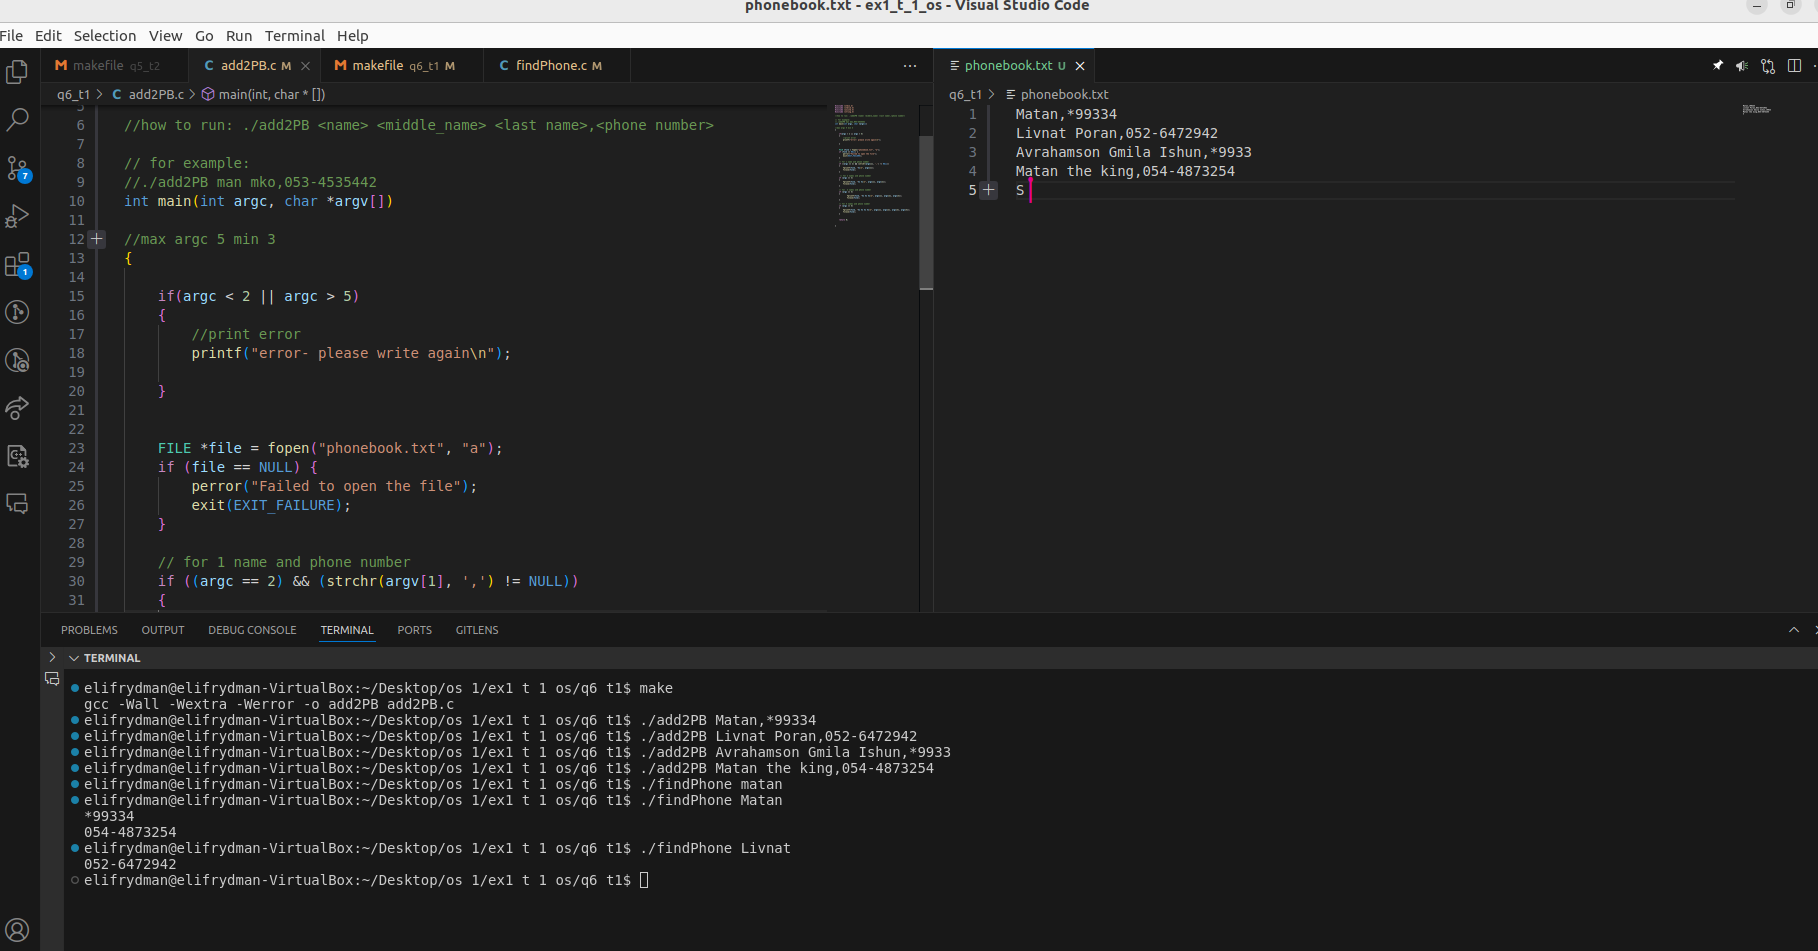 phonebook.txt - ex1_t_1_os - Visual Studio Code
File Edit Selection View Go Run Terminal Help
makefile q5_t2
add2PB.c M
makefile q6_t1 M
findPhone.c M
phonebook.txt U
q6_t1 > C add2PB.c > main(int, char * [])
5
6 //how to run: ./add2PB <name> <middle_name> <last name>,<phone number>
7
8 // for example:
9 //./add2PB man mko,053-4535442
10 int main(int argc, char *argv[])
11
12 //max argc 5 min 3
13 {
14
15 if(argc < 2 || argc > 5)
16 {
17 //print error
18 printf("error- please write again\n");
19
20 }
21
22
23 FILE *file = fopen("phonebook.txt", "a");
24 if (file == NULL) {
25 perror("Failed to open the file");
26 exit(EXIT_FAILURE);
27 }
28
29 // for 1 name and phone number
30 if ((argc == 2) && (strchr(argv[1], ',') != NULL))
31 {
q6_t1 > phonebook.txt
1 Matan,*99334
2 Livnat Poran,052-6472942
3 Avrahamson Gmila Ishun,*9933
4 Matan the king,054-4873254
5 S
7
1
PROBLEMS OUTPUT DEBUG CONSOLE TERMINAL PORTS GITLENS
TERMINAL
elifrydman@elifrydman-VirtualBox:~/Desktop/os 1/ex1 t 1 os/q6 t1$ make
gcc -Wall -Wextra -Werror -o add2PB add2PB.c
elifrydman@elifrydman-VirtualBox:~/Desktop/os 1/ex1 t 1 os/q6 t1$ ./add2PB Matan,*99334
elifrydman@elifrydman-VirtualBox:~/Desktop/os 1/ex1 t 1 os/q6 t1$ ./add2PB Livnat Poran,052-6472942
elifrydman@elifrydman-VirtualBox:~/Desktop/os 1/ex1 t 1 os/q6 t1$ ./add2PB Avrahamson Gmila Ishun,*9933
elifrydman@elifrydman-VirtualBox:~/Desktop/os 1/ex1 t 1 os/q6 t1$ ./add2PB Matan the king,054-4873254
elifrydman@elifrydman-VirtualBox:~/Desktop/os 1/ex1 t 1 os/q6 t1$ ./findPhone matan
elifrydman@elifrydman-VirtualBox:~/Desktop/os 1/ex1 t 1 os/q6 t1$ ./findPhone Matan
*99334
054-4873254
elifrydman@elifrydman-VirtualBox:~/Desktop/os 1/ex1 t 1 os/q6 t1$ ./findPhone Livnat
052-6472942
elifrydman@elifrydman-VirtualBox:~/Desktop/os 1/ex1 t 1 os/q6 t1$